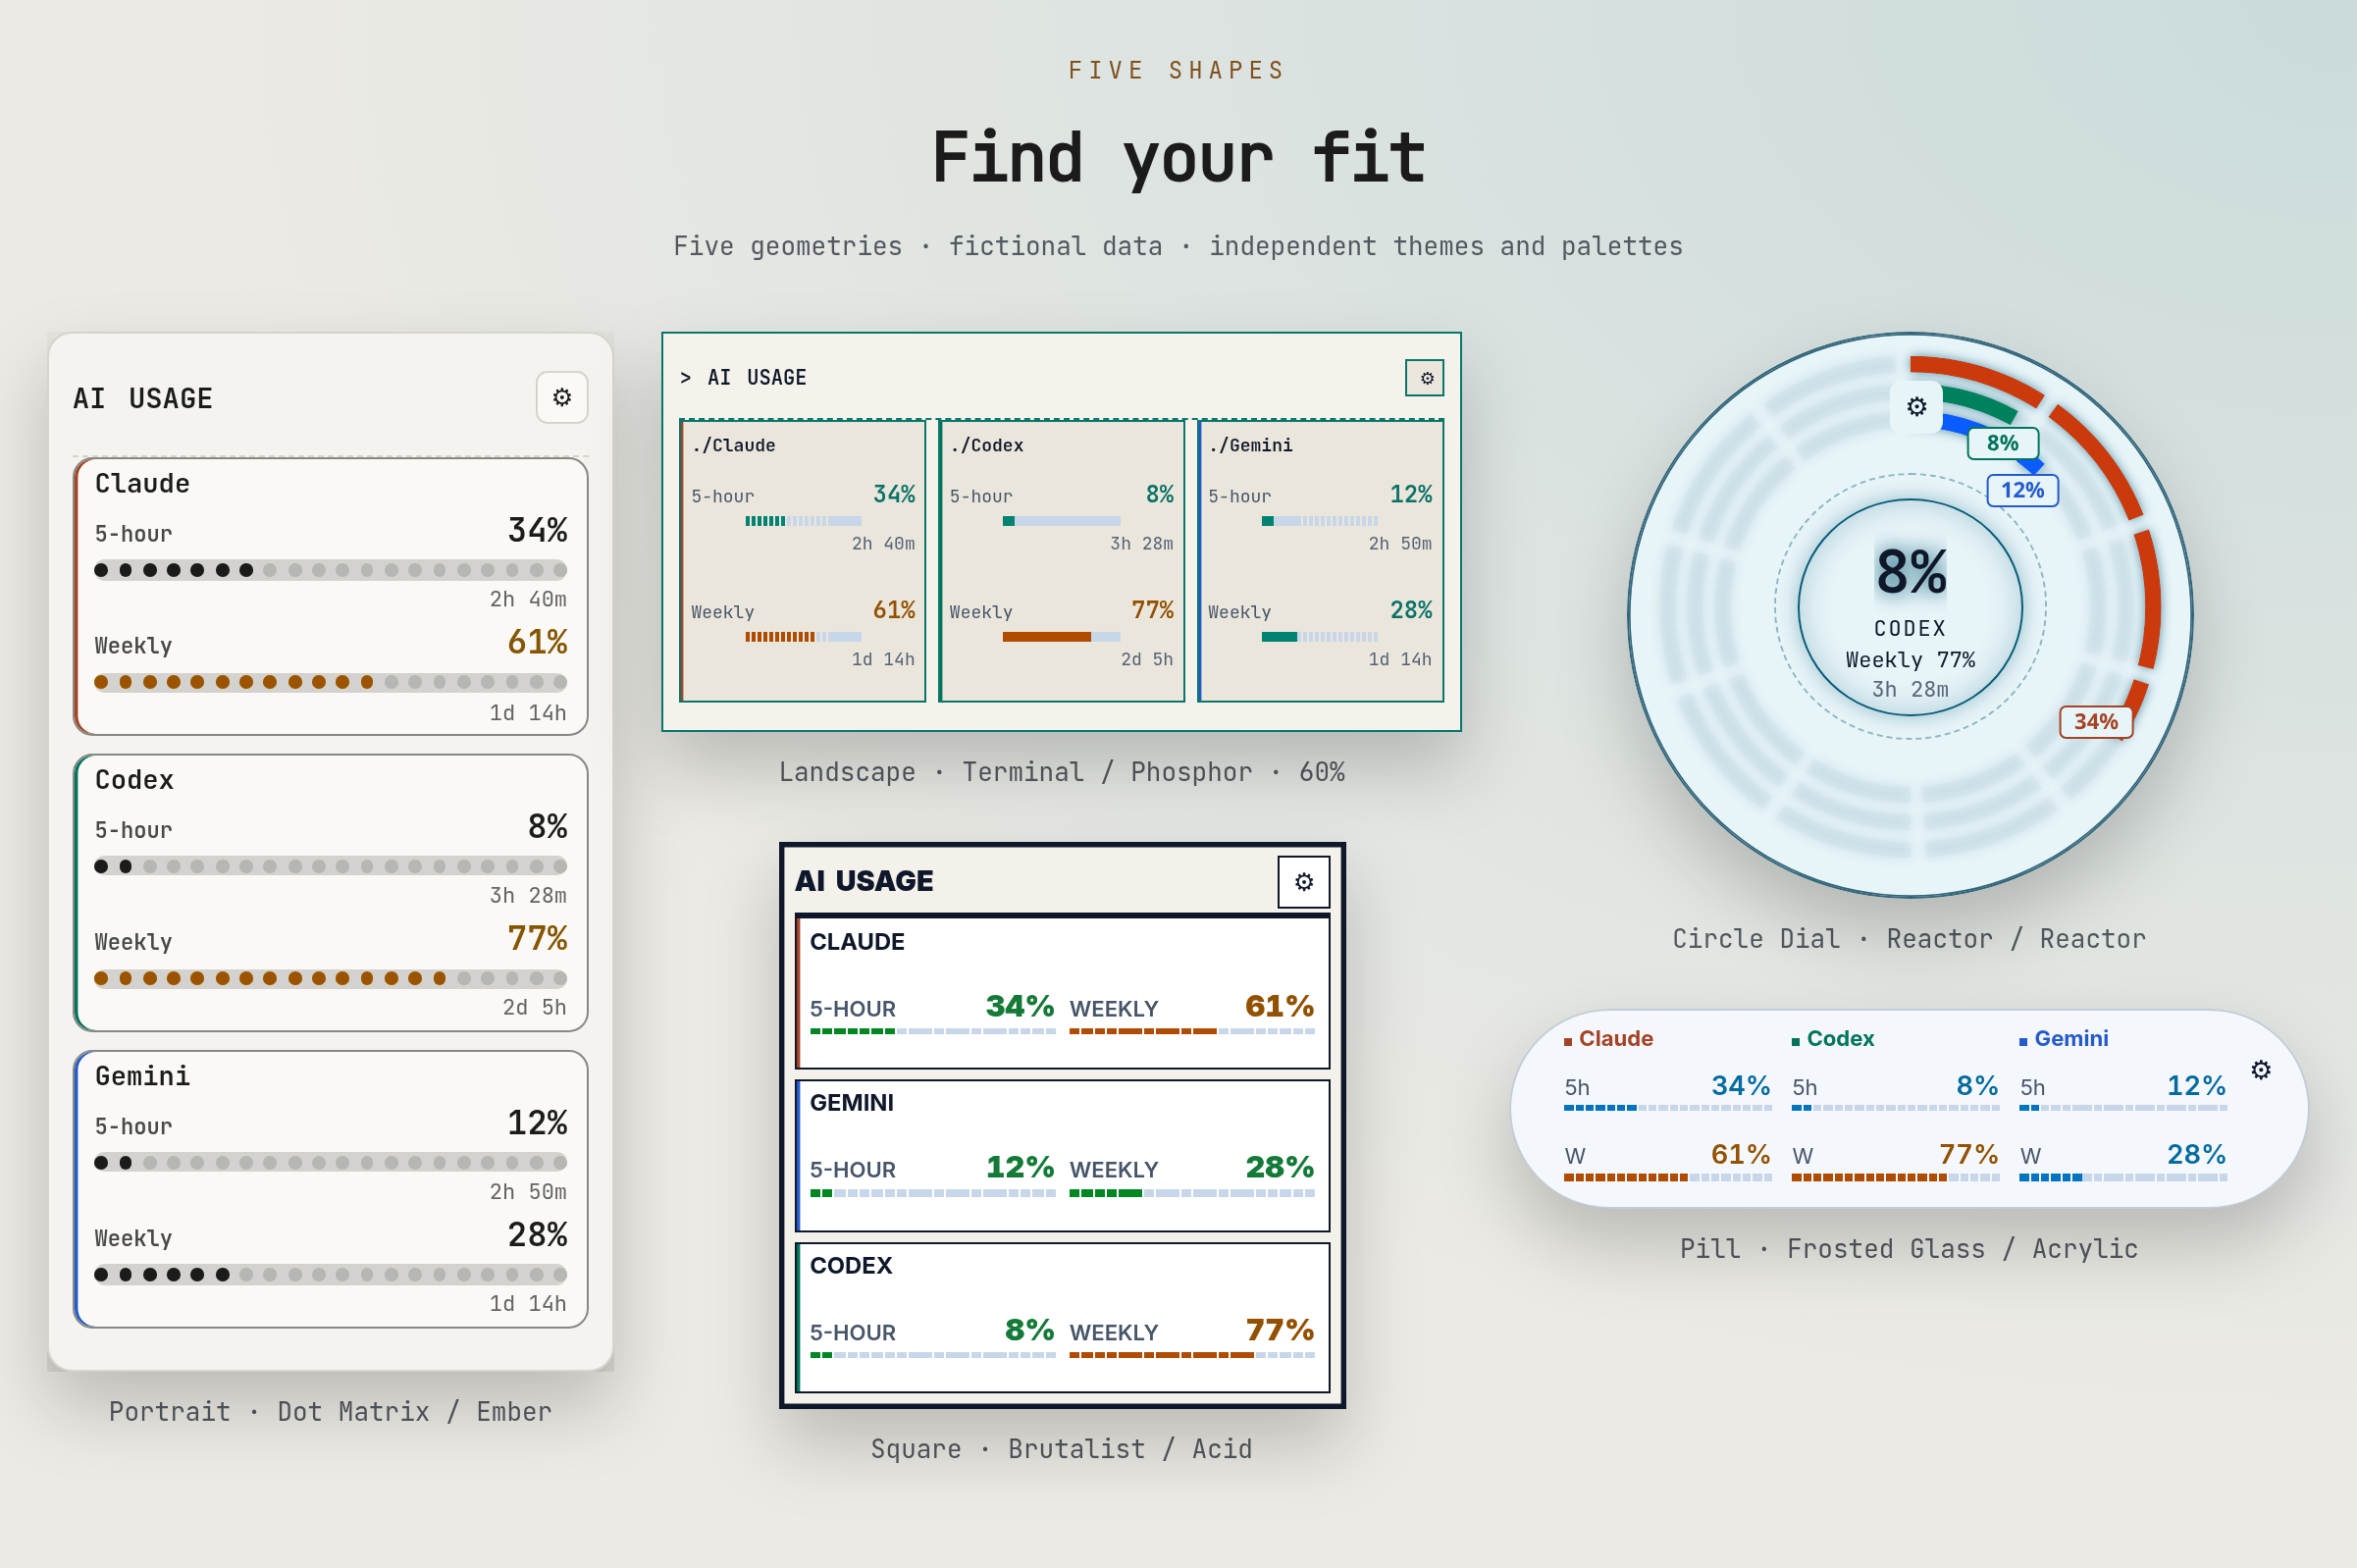 FIVE SHAPES
Find your fit
Five geometries · fictional data · independent themes and palettes
AI USAGE
Claude
5-hour 34%
2h 40m
Weekly 61%
1d 14h
Codex
5-hour 8%
3h 28m
Weekly 77%
2d 5h
Gemini
5-hour 12%
2h 50m
Weekly 28%
1d 14h
Portrait · Dot Matrix / Ember
> AI USAGE
./Claude
5-hour 34%
2h 40m
Weekly 61%
1d 14h
./Codex
5-hour 8%
3h 28m
Weekly 77%
2d 5h
./Gemini
5-hour 12%
2h 50m
Weekly 28%
1d 14h
Landscape · Terminal / Phosphor · 60%
AI USAGE
CLAUDE
5-HOUR 34% WEEKLY 61%
GEMINI
5-HOUR 12% WEEKLY 28%
CODEX
5-HOUR 8% WEEKLY 77%
Square · Brutalist / Acid
8%
12%
8%
CODEX
Weekly 77%
3h 28m
34%
Circle Dial · Reactor / Reactor
Claude Codex Gemini
5h 34% 5h 8% 5h 12%
W 61% W 77% W 28%
Pill · Frosted Glass / Acrylic